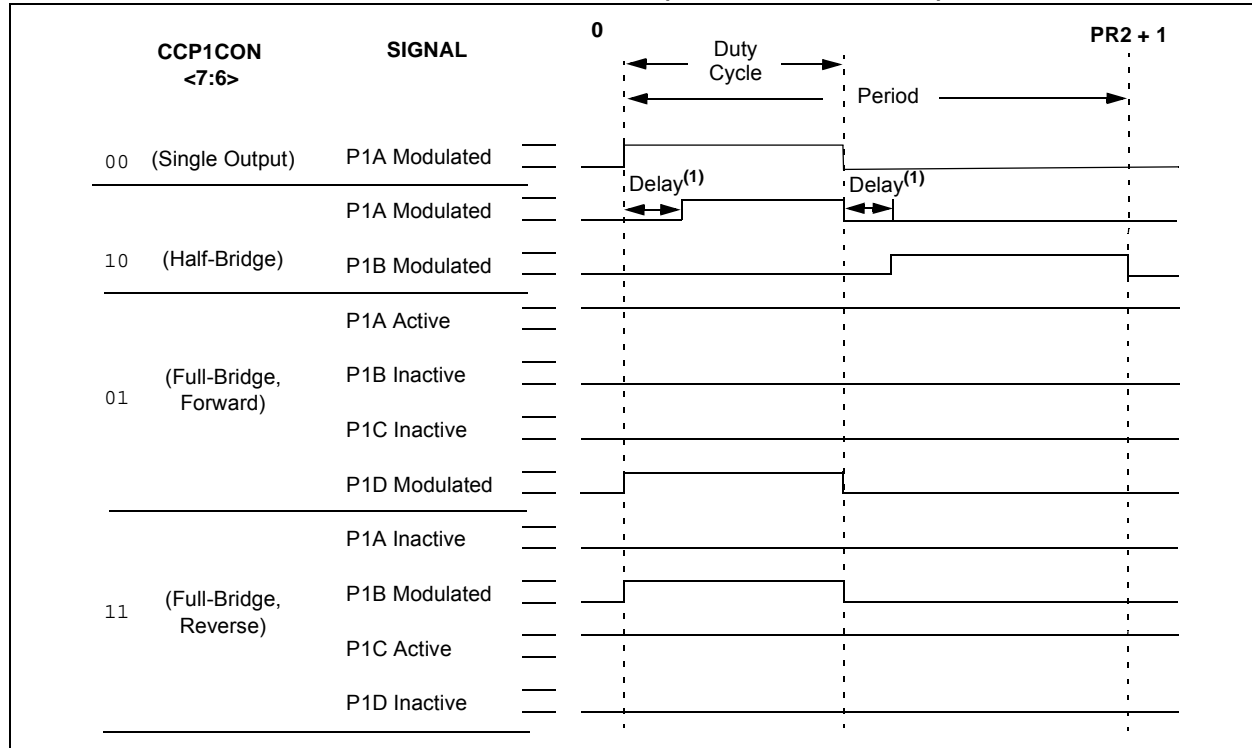 0
PR2 + 1
CCP1CON
<7:6>
SIGNAL
Duty
Cycle
Period
00 (Single Output) P1A Modulated
Delay(1) Delay(1)
P1A Modulated
10 (Half-Bridge) P1B Modulated
P1A Active
01 (Full-Bridge,
Forward)
P1B Inactive
P1C Inactive
P1D Modulated
P1A Inactive
11 (Full-Bridge,
Reverse)
P1B Modulated
P1C Active
P1D Inactive